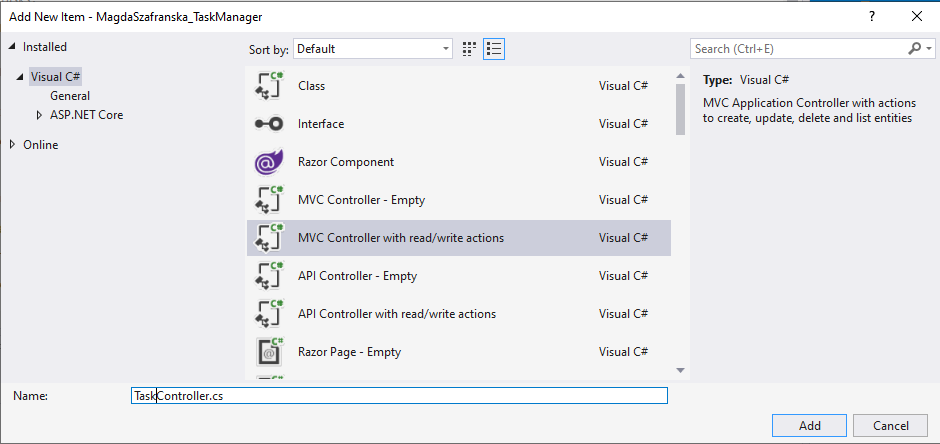 Add New Item - MagdaSzafranska_TaskManager
? ×
Installed
Sort by: Default
Search (Ctrl+E)
Visual C#
General
ASP.NET Core
Online
C# Class Visual C#
Interface Visual C#
@ Razor Component Visual C#
C# MVC Controller - Empty Visual C#
C# MVC Controller with read/write actions Visual C#
C# API Controller - Empty Visual C#
C# API Controller with read/write actions Visual C#
C# @ Razor Page - Empty Visual C#
Type: Visual C#
MVC Application Controller with actions
to create, update, delete and list entities
Name: TaskController.cs
Add Cancel